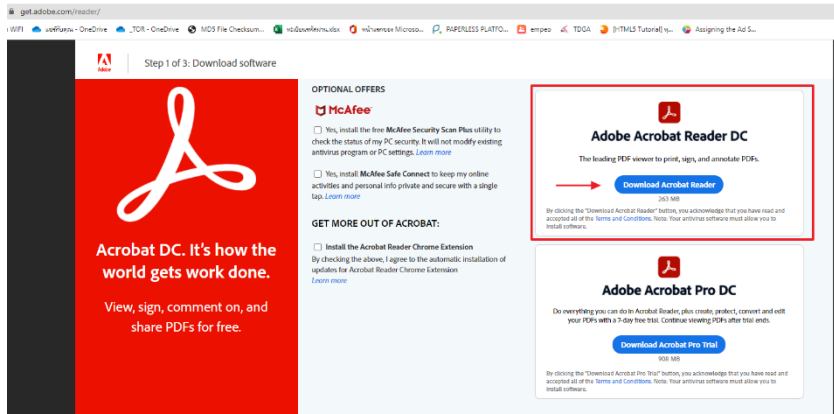 get.adobe.com/reader/
WIFI
- OneDrive
_TOR - OneDrive
MD5 File Checksum...
Microso...
PAPERLESS PLATFO...
empeo
TDGA
[HTML5 Tutorial]
Assigning the Ad S...
Adobe
Step 1 of 3: Download software
Acrobat DC. It's how the
world gets work done.
View, sign, comment on, and
share PDFs for free.
OPTIONAL OFFERS
McAfee
Yes, install the free McAfee Security Scan Plus utility to
check the status of my PC security. It will not modify existing
antivirus program or PC settings. Learn more
Yes, install McAfee Safe Connect to keep my online
activities and personal info private and secure with a single
tap. Learn more
GET MORE OUT OF ACROBAT:
Install the Acrobat Reader Chrome Extension
By checking the above, I agree to the automatic installation of
updates for Acrobat Reader Chrome Extension
Learn more
Adobe Acrobat Reader DC
The leading PDF viewer to print, sign, and annotate PDFs.
Download Acrobat Reader
263 MB
By clicking the "Download Acrobat Reader" button, you acknowledge that you have read and
accepted all of the Terms and Conditions. Note: Your antivirus software must allow you to
install software.
Adobe Acrobat Pro DC
Do everything you can do in Acrobat Reader, plus create, protect, convert and edit
your PDFs with a 7-day free trial. Continue viewing PDFs after trial ends.
Download Acrobat Pro Trial
908 MB
By clicking the "Download Acrobat Pro Trial" button, you acknowledge that you have read and
accepted all of the Terms and Conditions. Note: Your antivirus software must allow you to
install software.